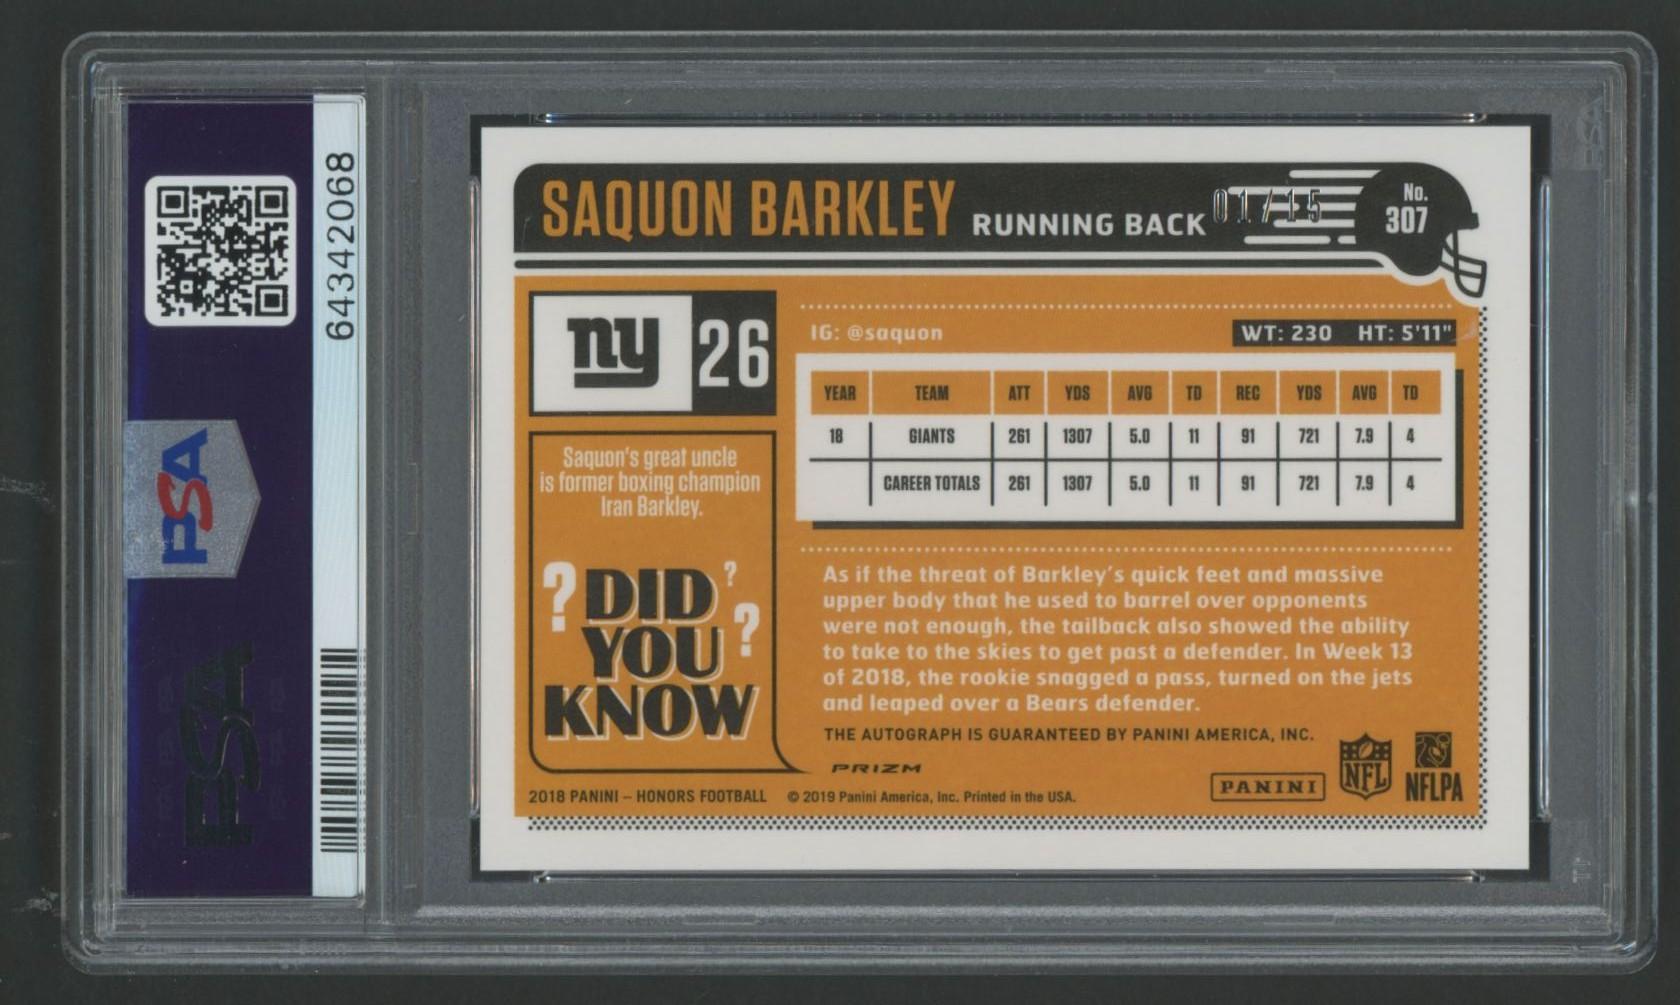 64342068
PSA
PSA
SAQUON BARKLEY RUNNING BACK 01/15 No. 307
ny 26
IG: @saquon WT: 230 HT: 5'11"
YEAR TEAM ATT YDS AVG TD REC YDS AVG TD
18 GIANTS 261 1307 5.0 11 91 721 7.9 4
CAREER TOTALS 261 1307 5.0 11 91 721 7.9 4
Saquon's great uncle
is former boxing champion
Iran Barkley.
? DID ?
YOU ?
KNOW
As if the threat of Barkley's quick feet and massive
upper body that he used to barrel over opponents
were not enough, the tailback also showed the ability
to take to the skies to get past a defender. In Week 13
of 2018, the rookie snagged a pass, turned on the jets
and leaped over a Bears defender.
THE AUTOGRAPH IS GUARANTEED BY PANINI AMERICA, INC.
PRIZM
2018 PANINI – HONORS FOOTBALL © 2019 Panini America, Inc. Printed in the USA.
PANINI NFL NFLPA